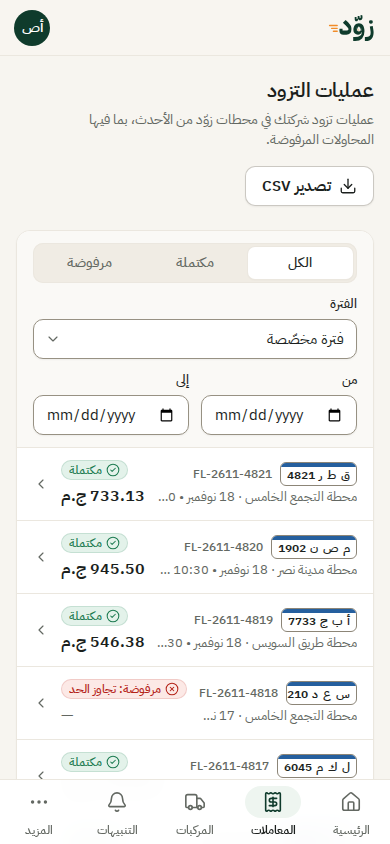 زوّد
أص
عمليات التزود
عمليات تزود شركتك في محطات زوّد من الأحدث، بما فيها
المحاولات المرفوضة.
تصدير CSV
الكل
مكتملة
مرفوضة
الفترة
فترة مخصّصة
من
إلى
mm/dd/yyyy
mm/dd/yyyy
ق ط ر 4821
FL-2611-4821
مكتملة
محطة التجمع الخامس · 18 نوفمبر • 0...
733.13 ج.م
م ص ن 1902
FL-2611-4820
مكتملة
محطة مدينة نصر · 18 نوفمبر • 10:30 ...
945.50 ج.م
أ ب ج 7733
FL-2611-4819
مكتملة
محطة طريق السويس · 18 نوفمبر • 30...
546.38 ج.م
س ع د 210
FL-2611-4818
مرفوضة: تجاوز الحد
محطة التجمع الخامس · 17 ن...
—
ل ك م 6045
FL-2611-4817
مكتملة
الرئيسية
المعاملات
المركبات
التنبيهات
المزيد